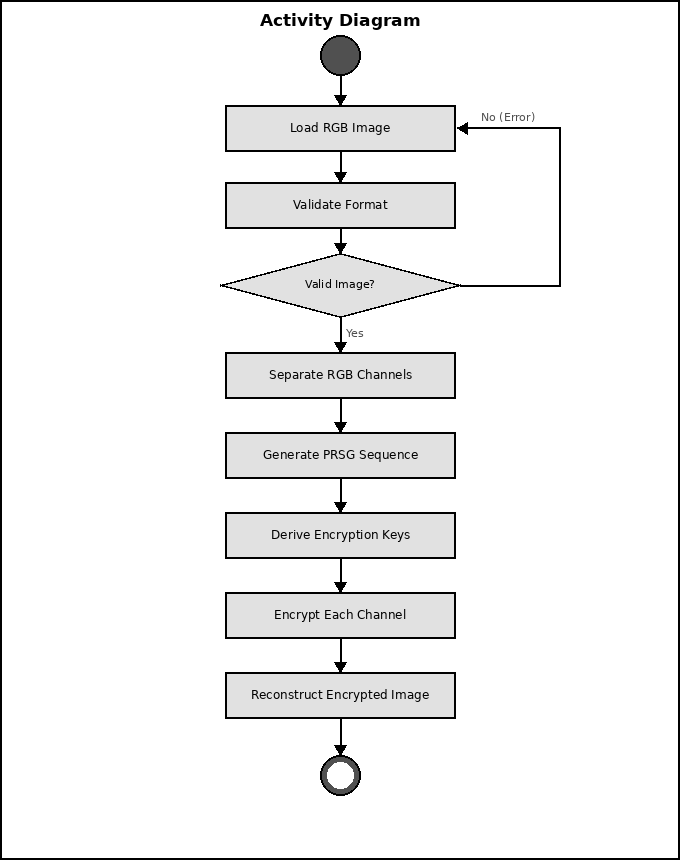 Activity Diagram
Load RGB Image
No (Error)
Validate Format
Valid Image?
Yes
Separate RGB Channels
Generate PRSG Sequence
Derive Encryption Keys
Encrypt Each Channel
Reconstruct Encrypted Image